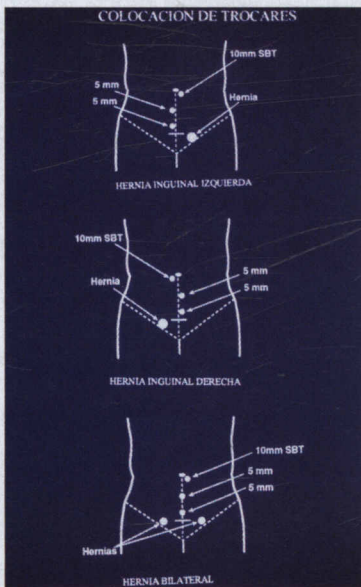 COLOCACION DE TROCARES
10mm SBT
5 mm
5 mm
Hernia
HERNIA INGUINAL IZQUIERDA
10mm SBT
5 mm
Hernia
5 mm
HERNIA INGUINAL DERECHA
10mm SBT
5 mm
5 mm
Hernias
HERNIA BILATERAL